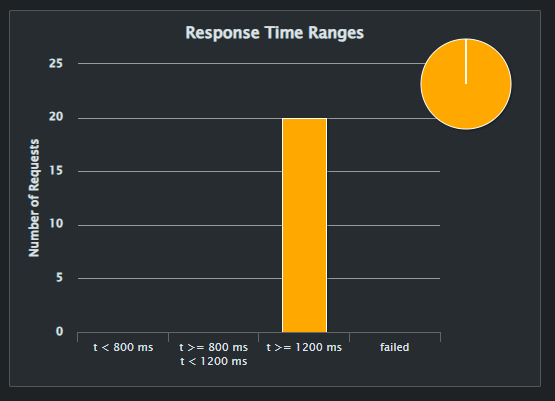 Response Time Ranges
Number of Requests
25
20
15
10
5
0
t < 800 ms
t >= 800 ms
t < 1200 ms
t >= 1200 ms
failed